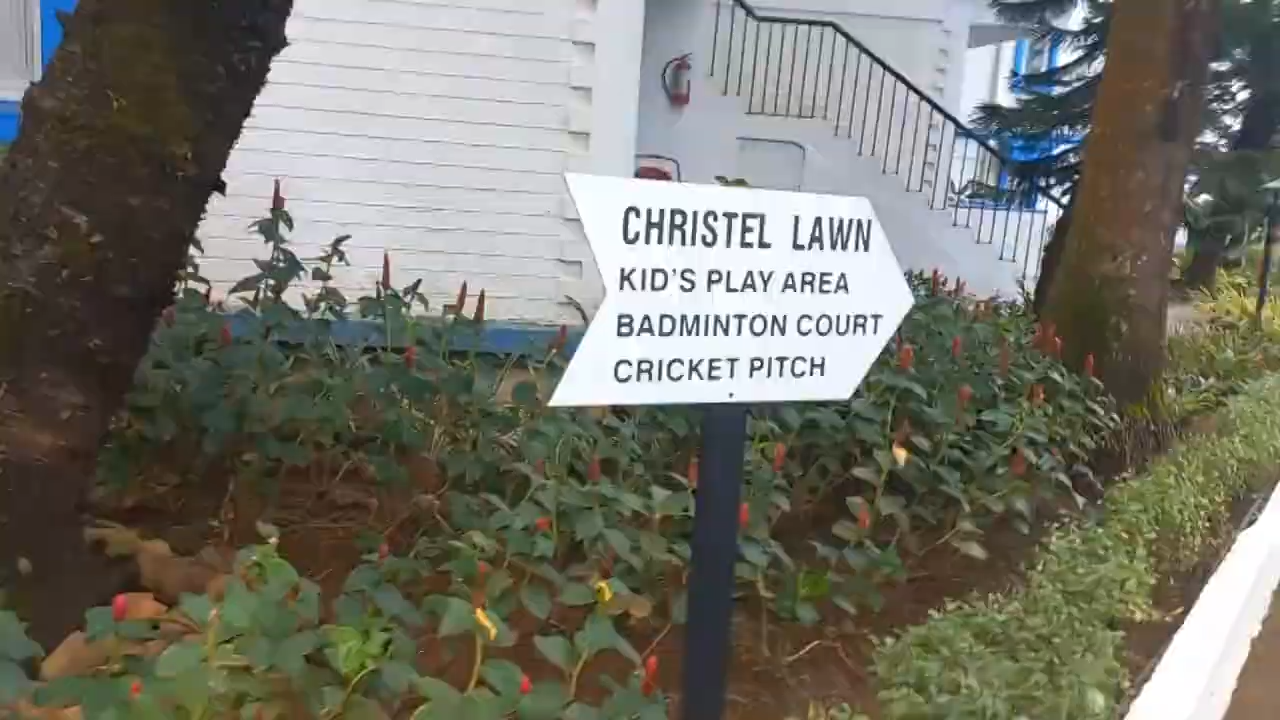 CHRISTEL LAWN
KID'S PLAY AREA
BADMINTON COURT
CRICKET PITCH